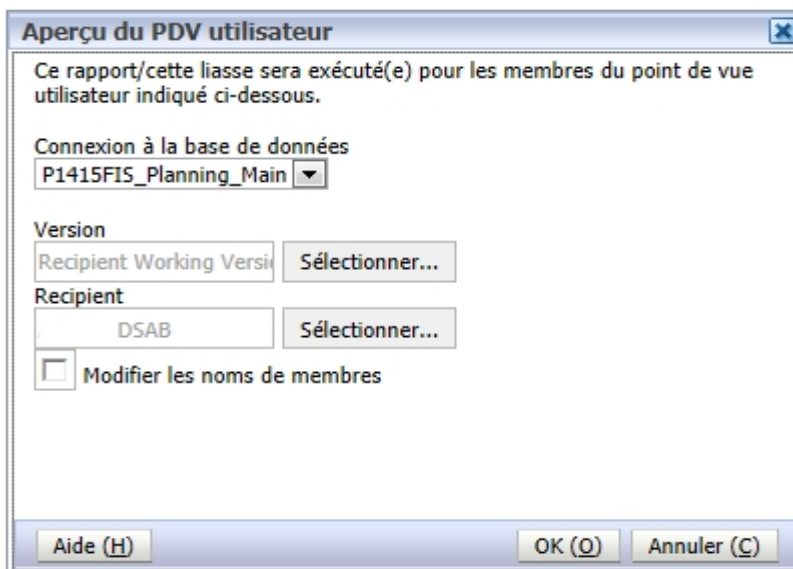 Aperçu du PDV utilisateur
Ce rapport/cette liasse sera exécuté(e) pour les membres du point de vue
utilisateur indiqué ci-dessous.
Connexion à la base de données
P1415FIS_Planning_Main
Version
Recipient Working Versi
Sélectionner...
Recipient
DSAB
Sélectionner...
Modifier les noms de membres
Aide (H) OK (O) Annuler (C)